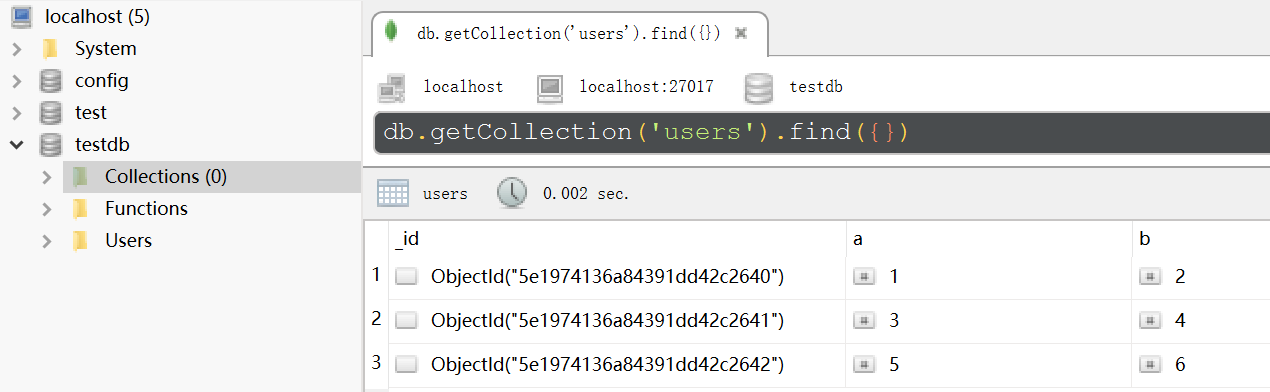 localhost (5)
System
config
test
testdb
Collections (0)
Functions
Users
db.getCollection('users').find({})
localhost localhost:27017 testdb
db.getCollection('users').find({})
users 0.002 sec.
_id a b
1 ObjectId("5e1974136a84391dd42c2640") # 1 # 2
2 ObjectId("5e1974136a84391dd42c2641") # 3 # 4
3 ObjectId("5e1974136a84391dd42c2642") # 5 # 6